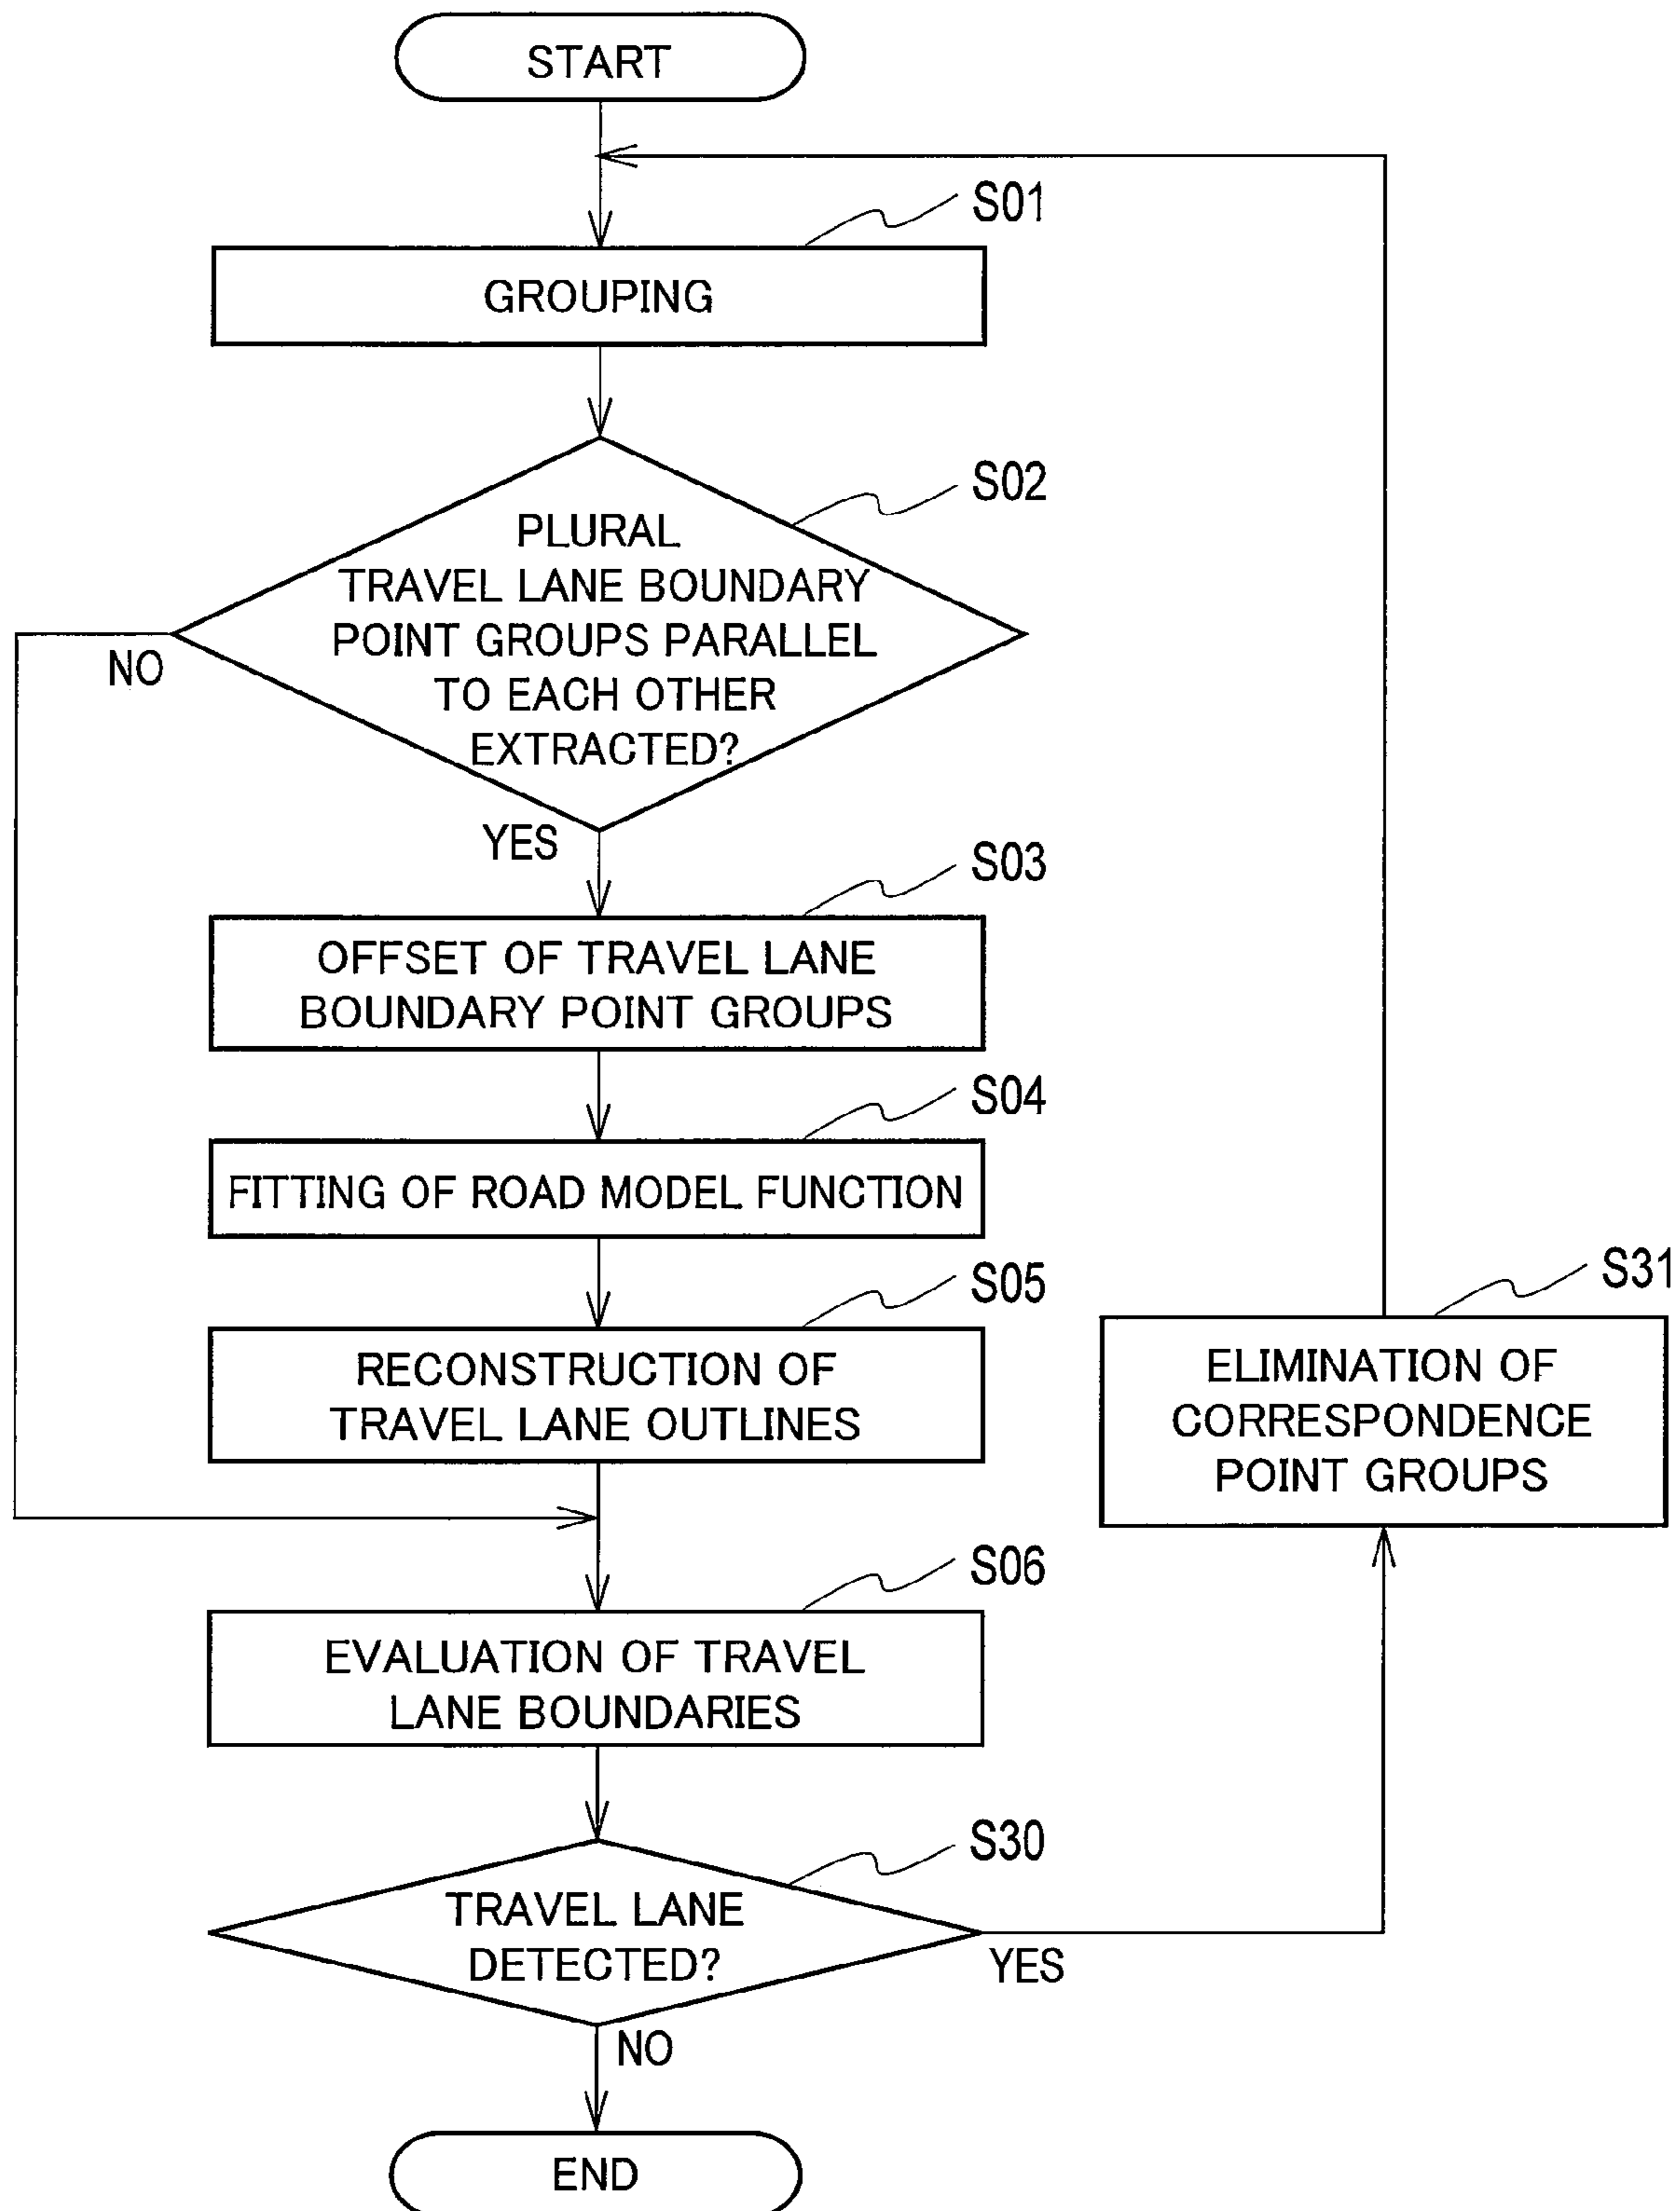 START
S01
GROUPING
S02
PLURAL
TRAVEL LANE BOUNDARY
POINT GROUPS PARALLEL
TO EACH OTHER
EXTRACTED?
NO
YES
S03
OFFSET OF TRAVEL LANE
BOUNDARY POINT GROUPS
S04
FITTING OF ROAD MODEL FUNCTION
S05
RECONSTRUCTION OF
TRAVEL LANE OUTLINES
S31
ELIMINATION OF
CORRESPONDENCE
POINT GROUPS
S06
EVALUATION OF TRAVEL
LANE BOUNDARIES
S30
TRAVEL LANE
DETECTED?
YES
NO
END